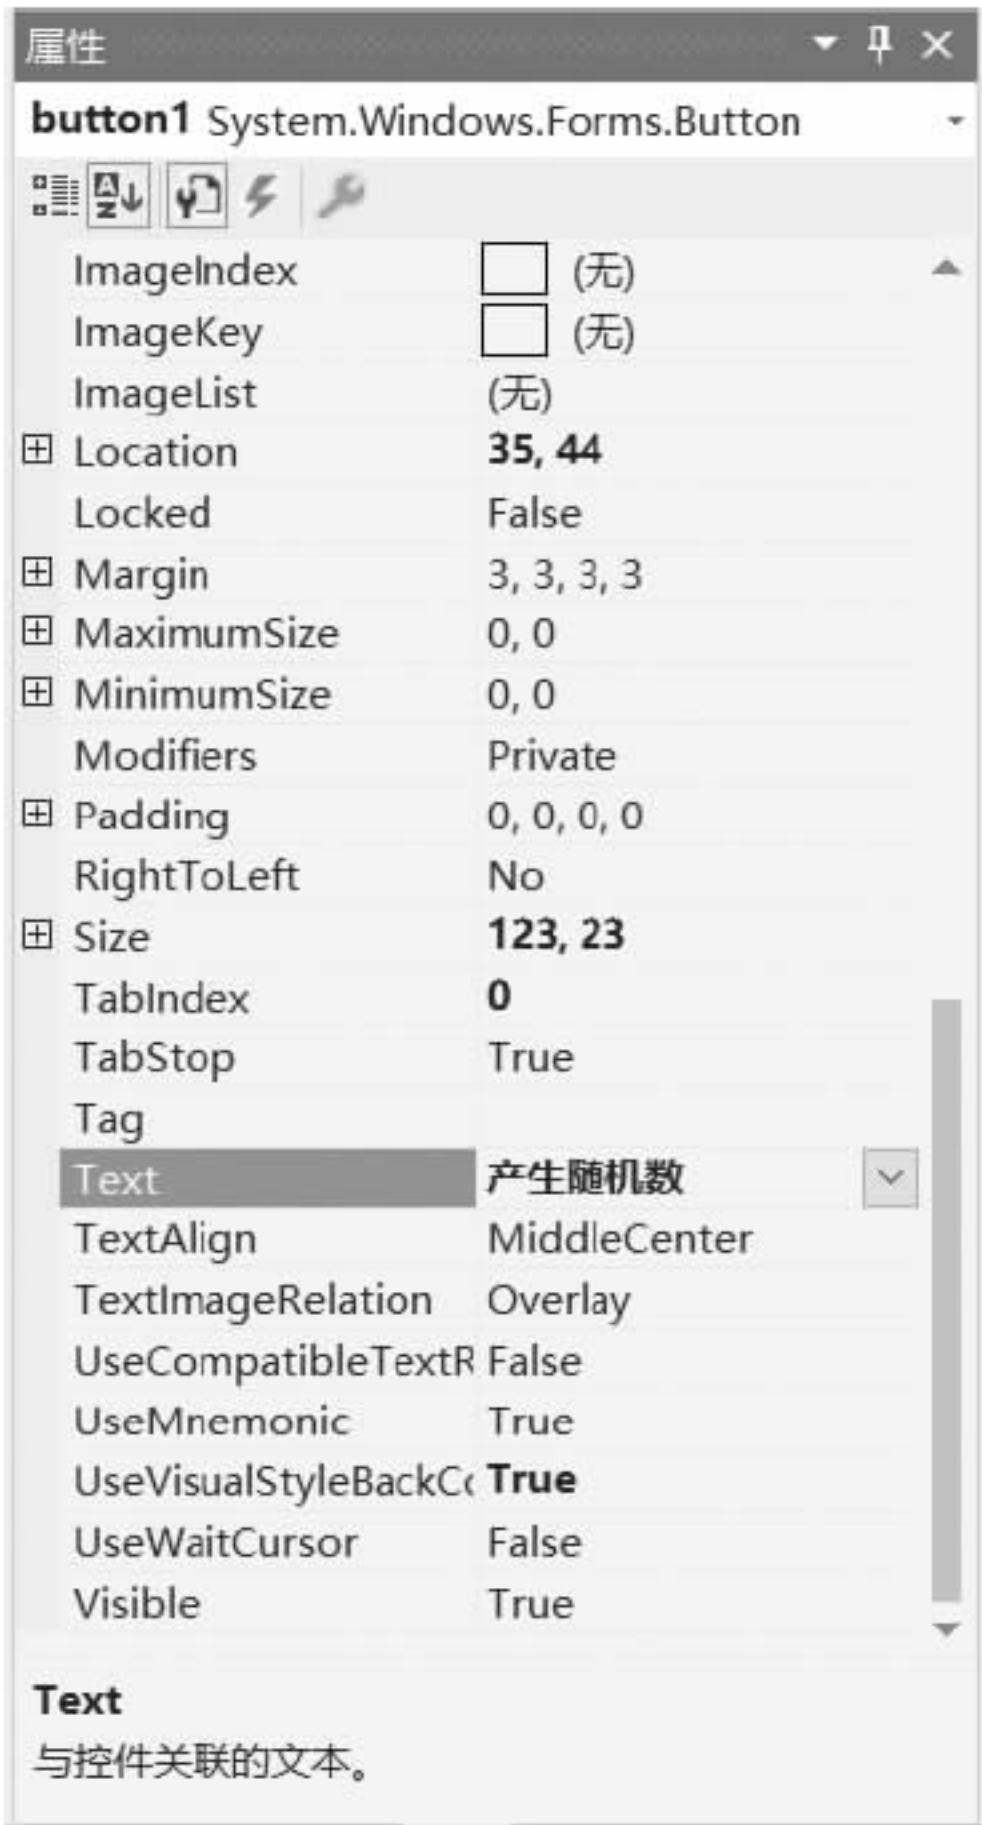 属性
button1 System.Windows.Forms.Button
ImageIndex (无)
ImageKey (无)
ImageList (无)
Location 35, 44
Locked False
Margin 3, 3, 3, 3
MaximumSize 0, 0
MinimumSize 0, 0
Modifiers Private
Padding 0, 0, 0, 0
RightToLeft No
Size 123, 23
TabIndex 0
TabStop True
Tag
Text 产生随机数
TextAlign MiddleCenter
TextImageRelation Overlay
UseCompatibleTextR False
UseMnemonic True
UseVisualStyleBackCo True
UseWaitCursor False
Visible True
Text
与控件关联的文本。